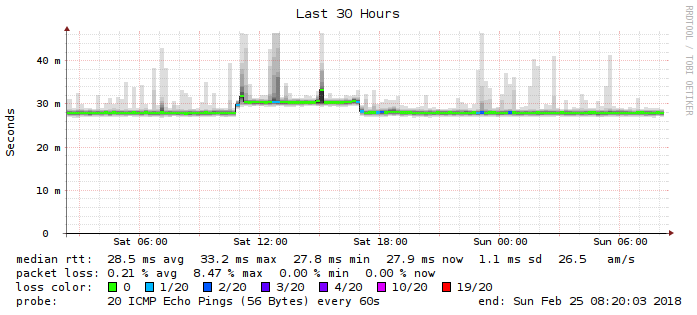 Last 30 Hours
RRDTOOL / TOBI OETIKER
Seconds
40 m
30 m
20 m
10 m
0
Sat 06:00 Sat 12:00 Sat 18:00 Sun 00:00 Sun 06:00
median rtt: 28.5 ms avg 33.2 ms max 27.8 ms min 27.9 ms now 1.1 ms sd 26.5 am/s
packet loss: 0.21 % avg 8.47 % max 0.00 % min 0.00 % now
loss color: 0 1/20 2/20 3/20 4/20 10/20 19/20
probe: 20 ICMP Echo Pings (56 Bytes) every 60s end: Sun Feb 25 08:20:03 2018